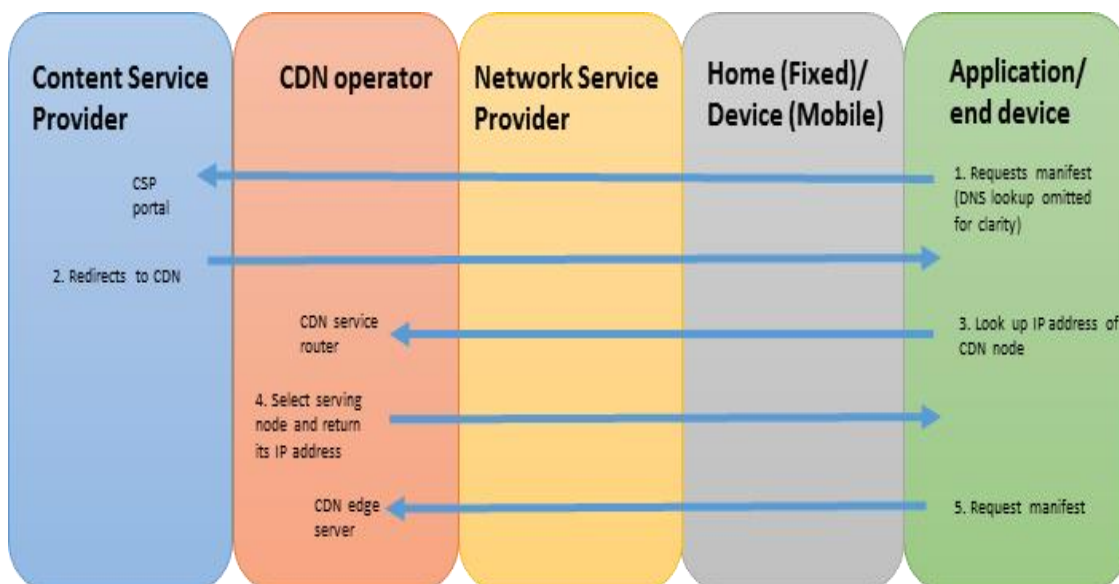 Content Service
Provider
CDN operator
Network Service
Provider
Home (Fixed)/
Device (Mobile)
Application/
end device
CSP
portal
1. Requests manifest
(DNS lookup omitted
for clarity)
2. Redirects to CDN
CDN service
router
3. Look up IP address of
CDN node
4. Select serving
node and return
its IP address
CDN edge
server
5. Request manifest